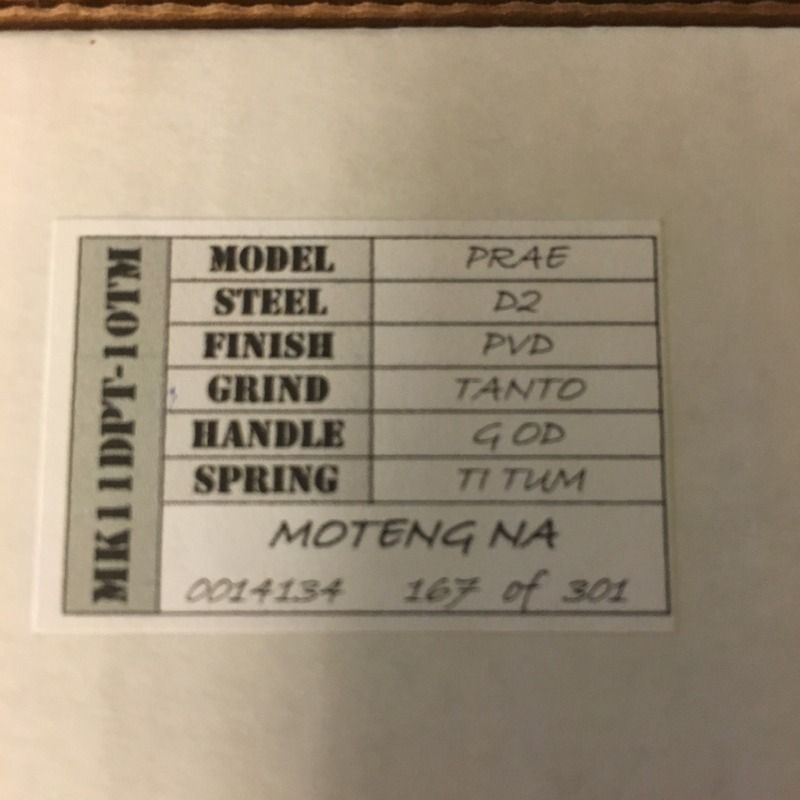 MK11DPT-10TM
MODEL PRAE
STEEL D2
FINISH PVD
GRIND TANTO
HANDLE G OD
SPRING TI TUM
MOTENG NA
0014134 167 of 301